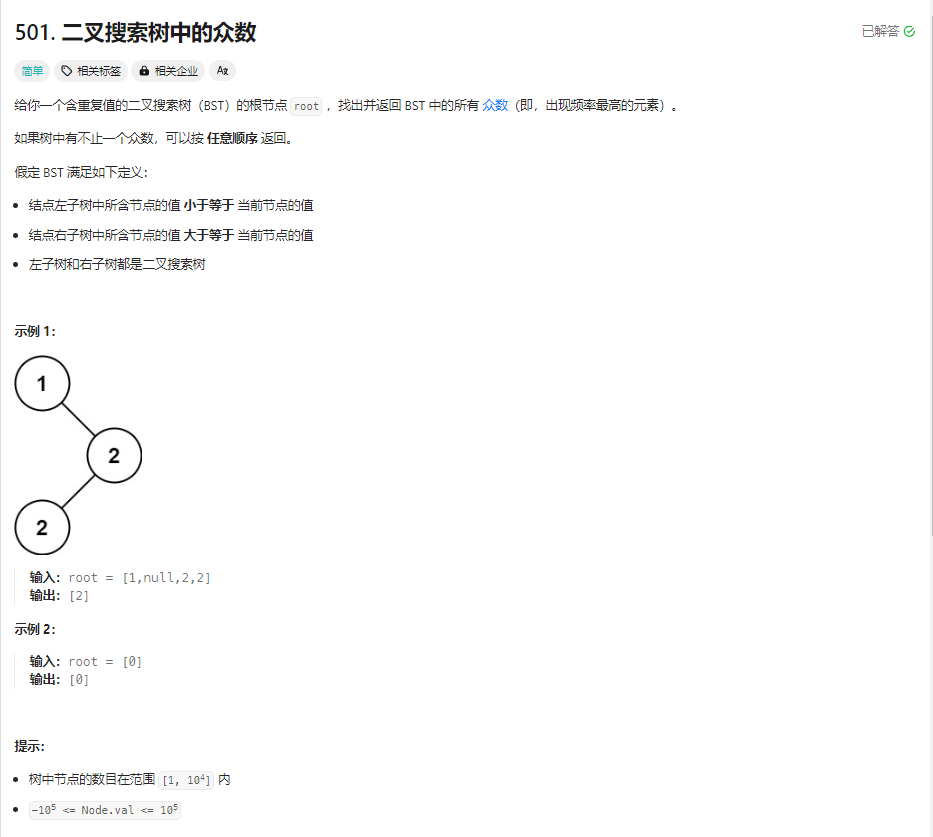 501. 二叉搜索树中的众数
已解答
简单 相关标签 相关企业 Ax
给你一个含重复值的二叉搜索树（BST）的根节点 root ，找出并返回 BST 中的所有 众数（即，出现频率最高的元素）。
如果树中有不止一个众数，可以按 任意顺序 返回。
假定 BST 满足如下定义：
• 结点左子树中所含节点的值 小于等于 当前节点的值
• 结点右子树中所含节点的值 大于等于 当前节点的值
• 左子树和右子树都是二叉搜索树
示例 1：
1
2
2
输入：root = [1,null,2,2]
输出：[2]
示例 2：
输入：root = [0]
输出：[0]
提示：
• 树中节点的数目在范围 [1, 10⁴] 内
• -10⁵ <= Node.val <= 10⁵